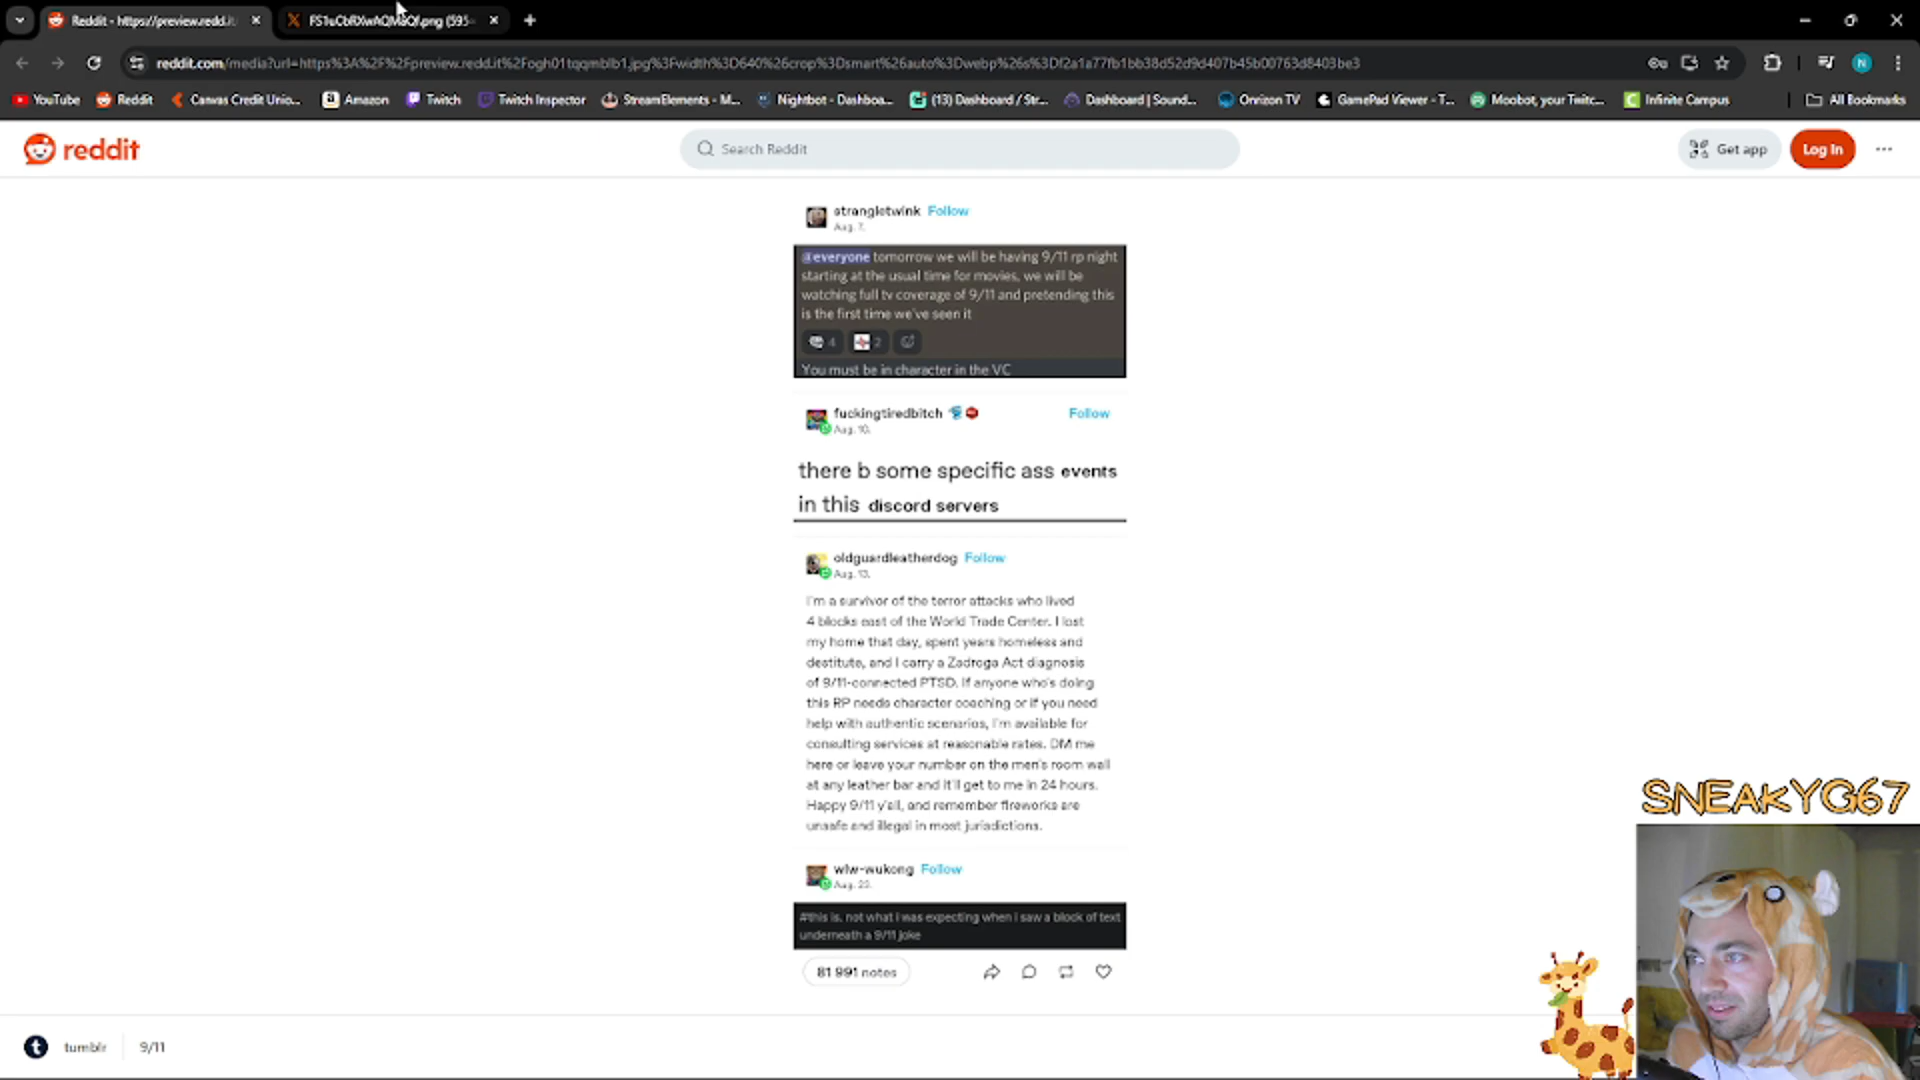 Reddit - https://preview.redd.it
reddit.com/media?url=https%3A%2F%2Fpreview.redd.it%2Fogh01tqqmblb1.jpg%3Fwidth%3D640%26crop%3Dsmart%26auto%3Dwebp%26s%3Df2a1a77fb1bb38d52d9d407b45b00763d8403be3
YouTube Reddit Canvas Credit Unio... Amazon Twitch Twitch Inspector StreamElements - M... Nightbot - Dashboa... (13) Dashboard / Str... Dashboard | Sound... Onrizon TV GamePad Viewer - T... Moobot, your Twitc... Infinite Campus All Bookmarks
reddit
Search Reddit
Get app
Log In
strangletwink Follow
Aug. 7.
@everyone tomorrow we will be having 9/11 rp night
starting at the usual time for movies, we will be
watching full tv coverage of 9/11 and pretending this
is the first time we've seen it
4 2
You must be in character in the VC
fuckingtiredbitch Follow
Aug. 10.
there b some specific ass events
in this discord servers
oldguardleatherdog Follow
Aug. 13.
I'm a survivor of the terror attacks who lived
4 blocks east of the World Trade Center. I lost
my home that day, spent years homeless and
destitute, and I carry a Zadroga Act diagnosis
of 9/11-connected PTSD. If anyone who's doing
this RP needs character coaching or if you need
help with authentic scenarios, I'm available for
consulting services at reasonable rates. DM me
here or leave your number on the men's room wall
at any leather bar and it'll get to me in 24 hours.
Happy 9/11 y'all, and remember fireworks are
unsafe and illegal in most jurisdictions.
wlw-wukong Follow
#this is. not what i was expecting when i saw a block of text
underneath a 9/11 joke
81 991 notes
tumblr 9/11
SNEAKYG67